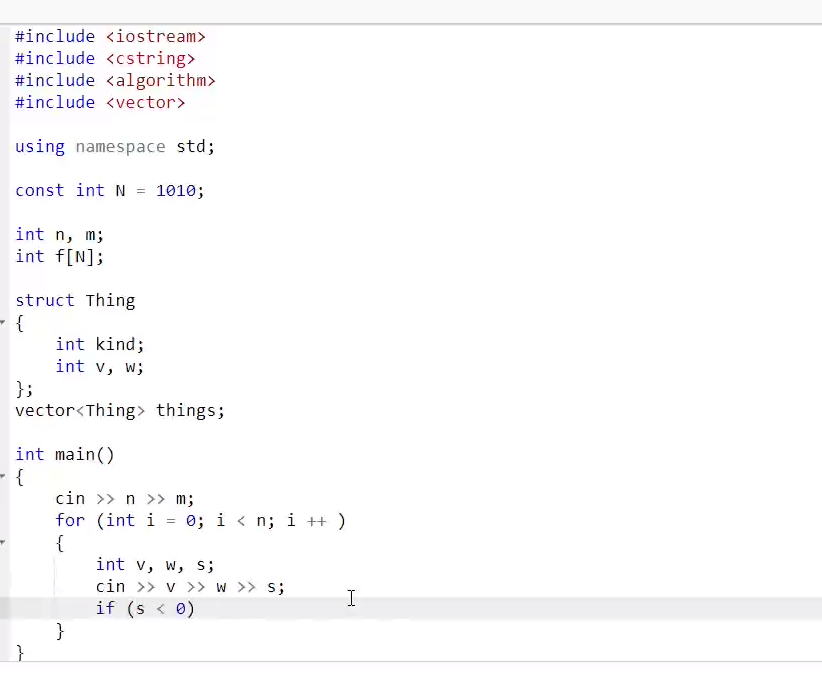 #include <iostream>
#include <cstring>
#include <algorithm>
#include <vector>
using namespace std;
const int N = 1010;
int n, m;
int f[N];
struct Thing
{
    int kind;
    int v, w;
};
vector<Thing> things;
int main()
{
    cin >> n >> m;
    for (int i = 0; i < n; i ++ )
    {
        int v, w, s;
        cin >> v >> w >> s;
        if (s < 0)
    }
}